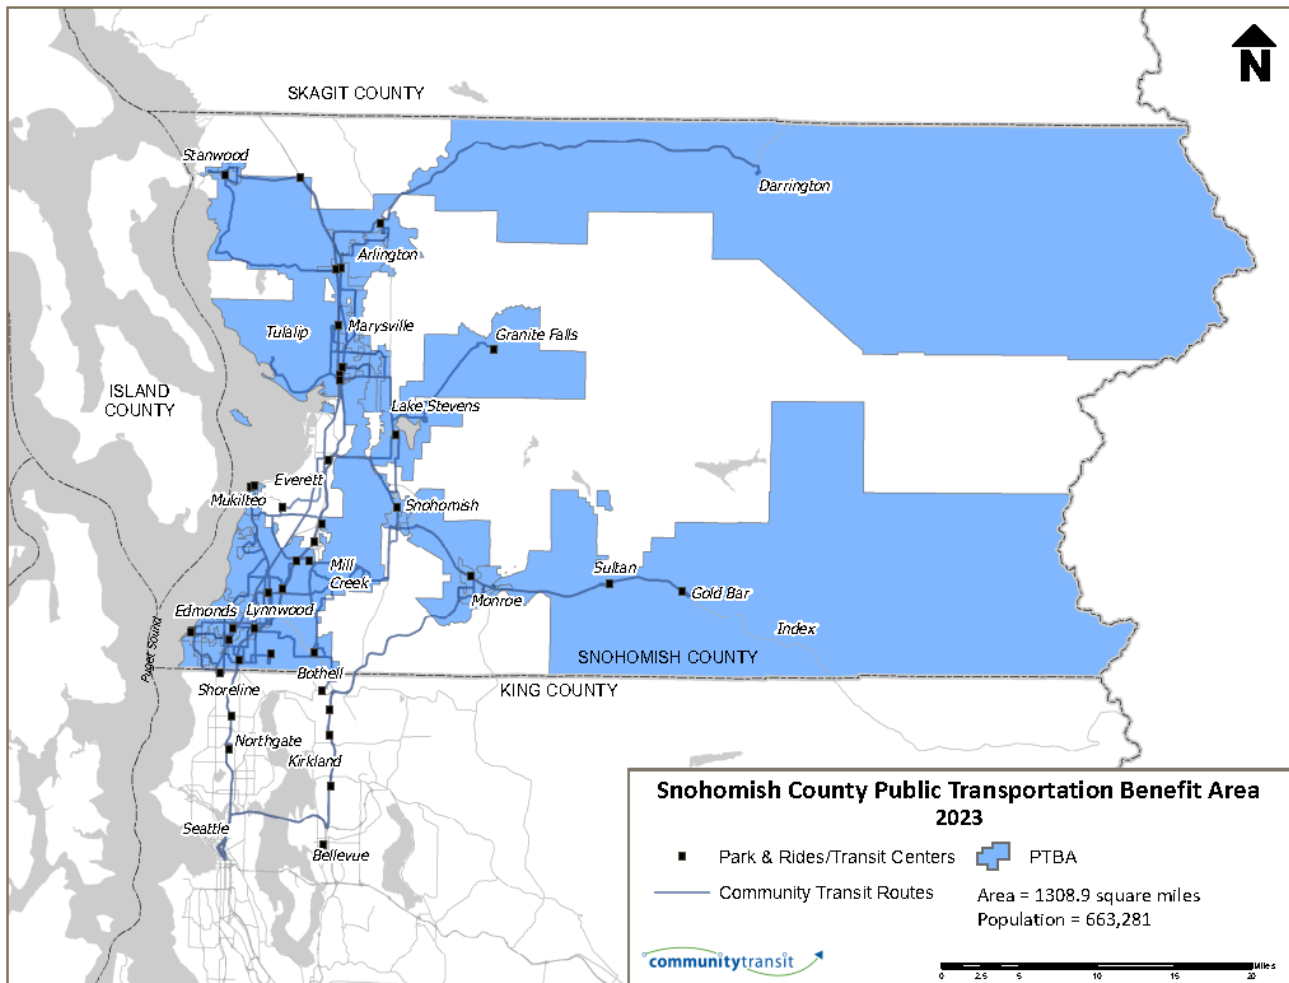 N
SKAGIT COUNTY
Stanwood
Darrington
Arlington
Tulalip
Marysville
Granite Falls
ISLAND
COUNTY
Lake Stevens
Everett
Mukilteo
Snohomish
Mill
Creek
Sultan
Gold Bar
Monroe
Edmonds
Lynnwood
Index
Puget Sound
SNOHOMISH COUNTY
Bothell
Shoreline
KING COUNTY
Northgate
Kirkland
Seattle
Bellevue
Snohomish County Public Transportation Benefit Area
2023
Park & Rides/Transit Centers
PTBA
Community Transit Routes
Area = 1308.9 square miles
Population = 663,281
communitytransit
Miles
0 2.5 5 10 15 20